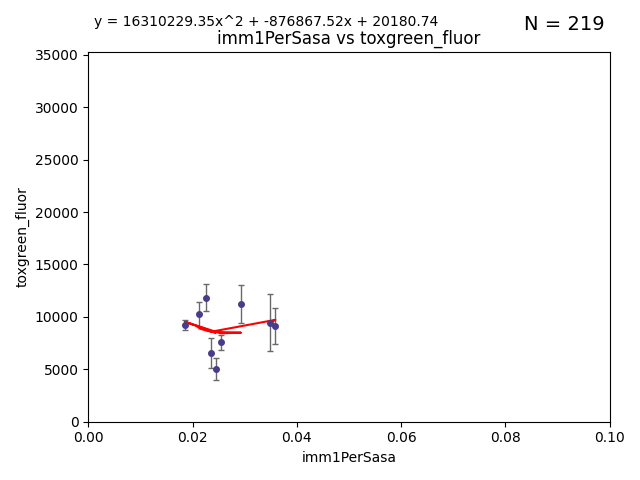 y = 16310229.35x^2 + -876867.52x + 20180.74
N = 219
imm1PerSasa vs toxgreen_fluor
35000
30000
25000
20000
15000
10000
5000
0
toxgreen_fluor
0.00 0.02 0.04 0.06 0.08 0.10
imm1PerSasa